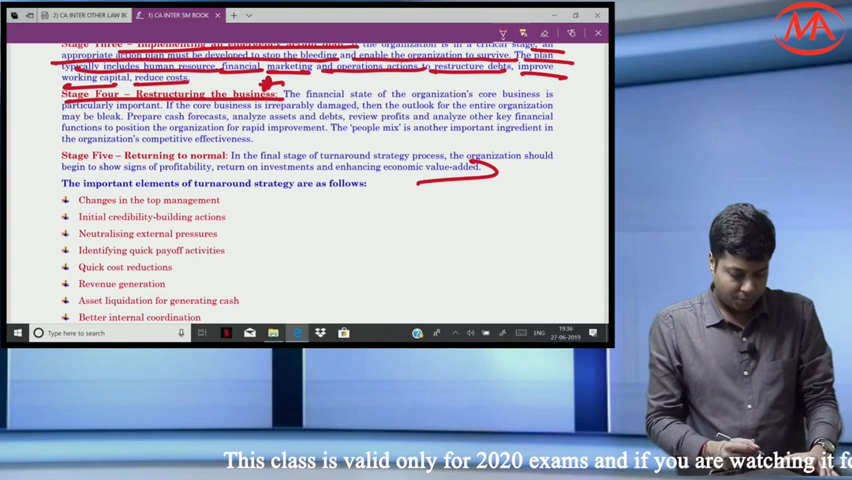 2) CA INTER OTHER LAW B
1) CA INTER SM BOOK
MA
Stage Three – Implementing an emergency action plan: If the organization is in a critical stage, an
appropriate action plan must be developed to stop the bleeding and enable the organization to survive. The plan
typically includes human resource, financial, marketing and operations actions to restructure debts, improve
working capital, reduce costs.
Stage Four – Restructuring the business: The financial state of the organization's core business is
particularly important. If the core business is irreparably damaged, then the outlook for the entire organization
may be bleak. Prepare cash forecasts, analyze assets and debts, review profits and analyze other key financial
functions to position the organization for rapid improvement. The 'people mix' is another important ingredient in
the organization's competitive effectiveness.
Stage Five – Returning to normal: In the final stage of turnaround strategy process, the organization should
begin to show signs of profitability, return on investments and enhancing economic value-added.
The important elements of turnaround strategy are as follows:
Changes in the top management
Initial credibility-building actions
Neutralising external pressures
Identifying quick payoff activities
Quick cost reductions
Revenue generation
Asset liquidation for generating cash
Better internal coordination
Type here to search
ENG
19:36
27-06-2019
This class is valid only for 2020 exams and if you are watching it fo